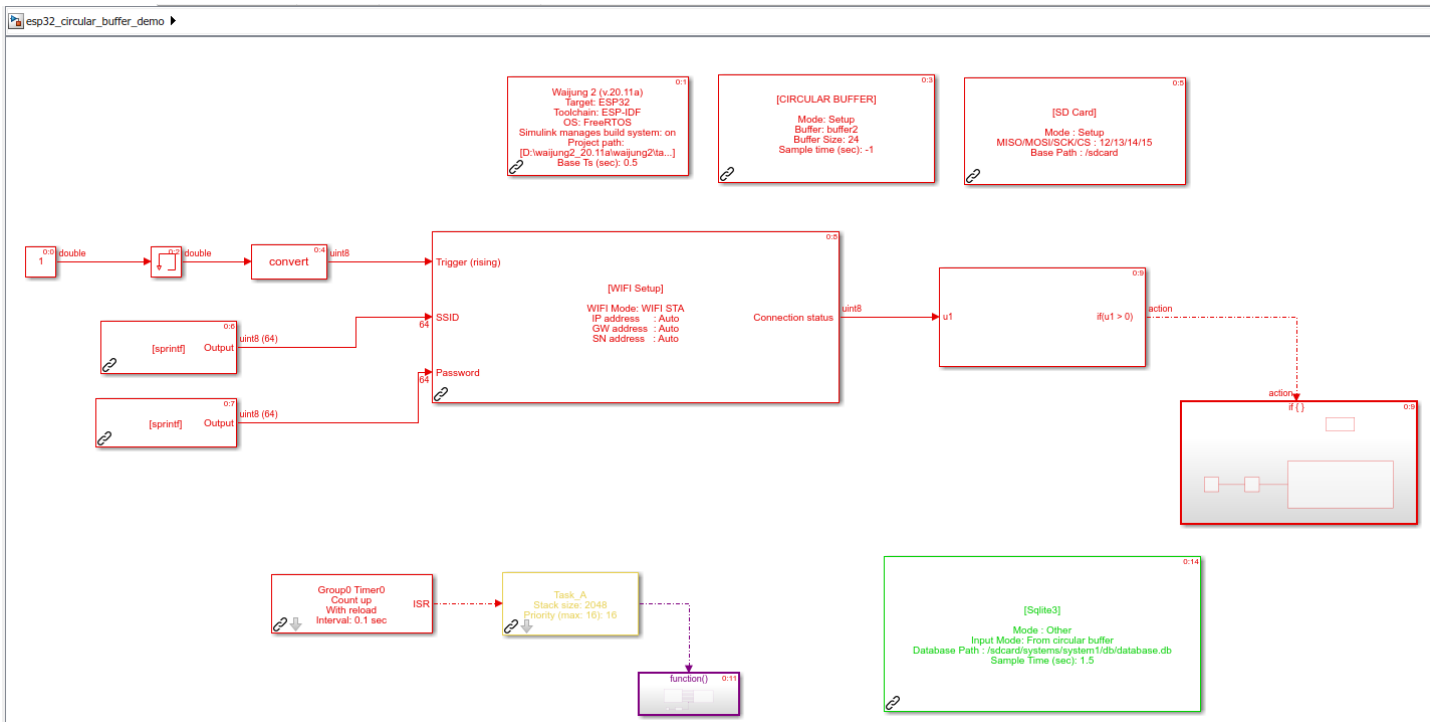 esp32_circular_buffer_demo
0:1
Waijung 2 (v.20.11a)
Target: ESP32
Toolchain: ESP-IDF
OS: FreeRTOS
Simulink manages build system: on
Project path:
[D:\waijung2_20.11a\waijung2\ta...]
Base Ts (sec): 0.5
0:3
[CIRCULAR BUFFER]
Mode: Setup
Buffer: buffer2
Buffer Size: 24
Sample time (sec): -1
0:5
[SD Card]
Mode : Setup
MISO/MOSI/SCK/CS : 12/13/14/15
Base Path : /sdcard
0:0
1
double
0:2
double
0:4
convert
uint8
0:6
[sprintf]
Output
uint8 (64)
0:7
[sprintf]
Output
uint8 (64)
0:8
Trigger (rising)
64
SSID
64
Password
[WIFI Setup]
WIFI Mode: WIFI STA
IP address : Auto
GW address : Auto
SN address : Auto
Connection status
uint8
0:9
u1
if(u1 > 0)
action
action
if { }
0:9
Group0 Timer0
Count up
With reload
Interval: 0.1 sec
ISR
Task_A
Stack size: 2048
Priority (max: 16): 16
function()
0:11
0:14
[Sqlite3]
Mode : Other
Input Mode: From circular buffer
Database Path : /sdcard/systems/system1/db/database.db
Sample Time (sec): 1.5